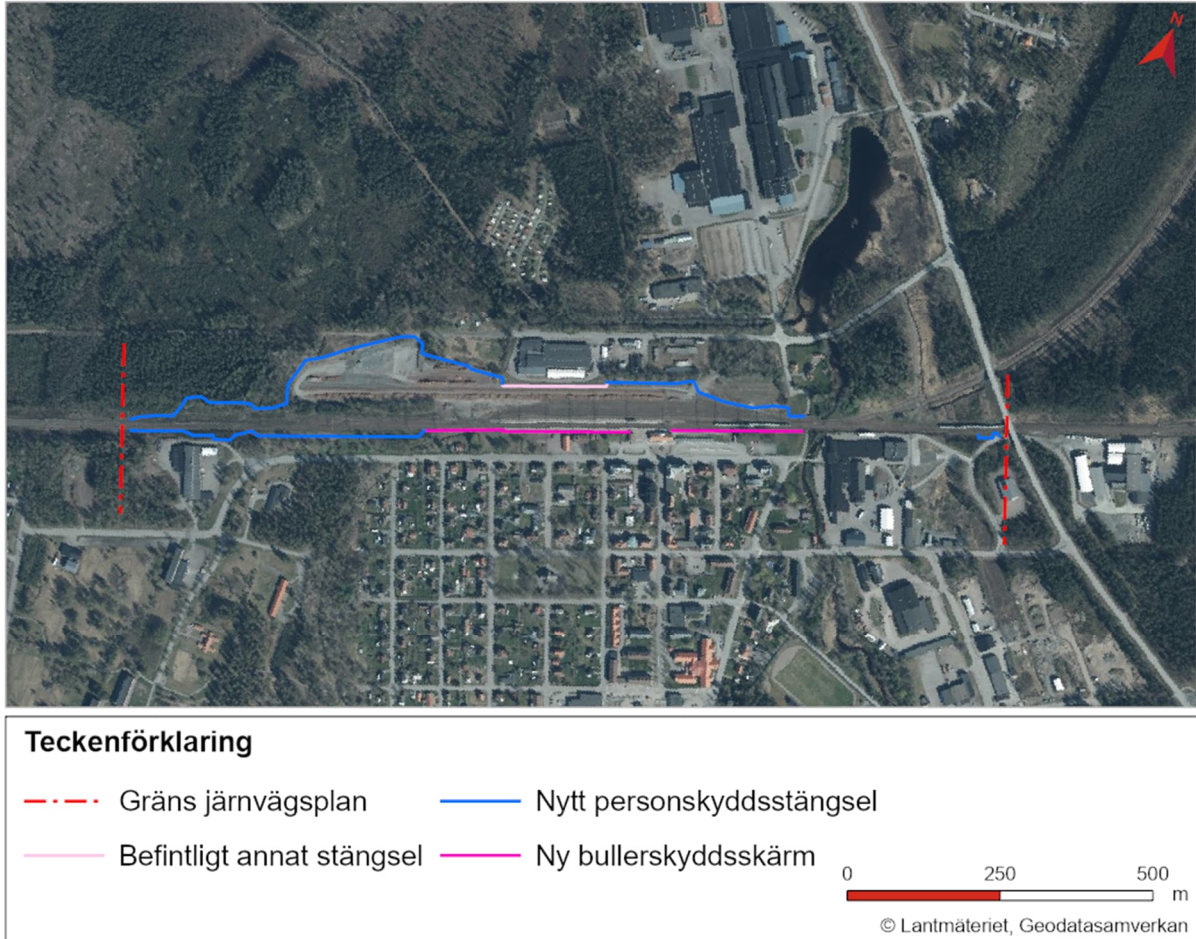 N
Teckenförklaring
Gräns järnvägsplan
Nytt personskyddsstängsel
Befintligt annat stängsel
Ny bullerskyddsskärm
0 250 500
m
© Lantmäteriet, Geodatasamverkan